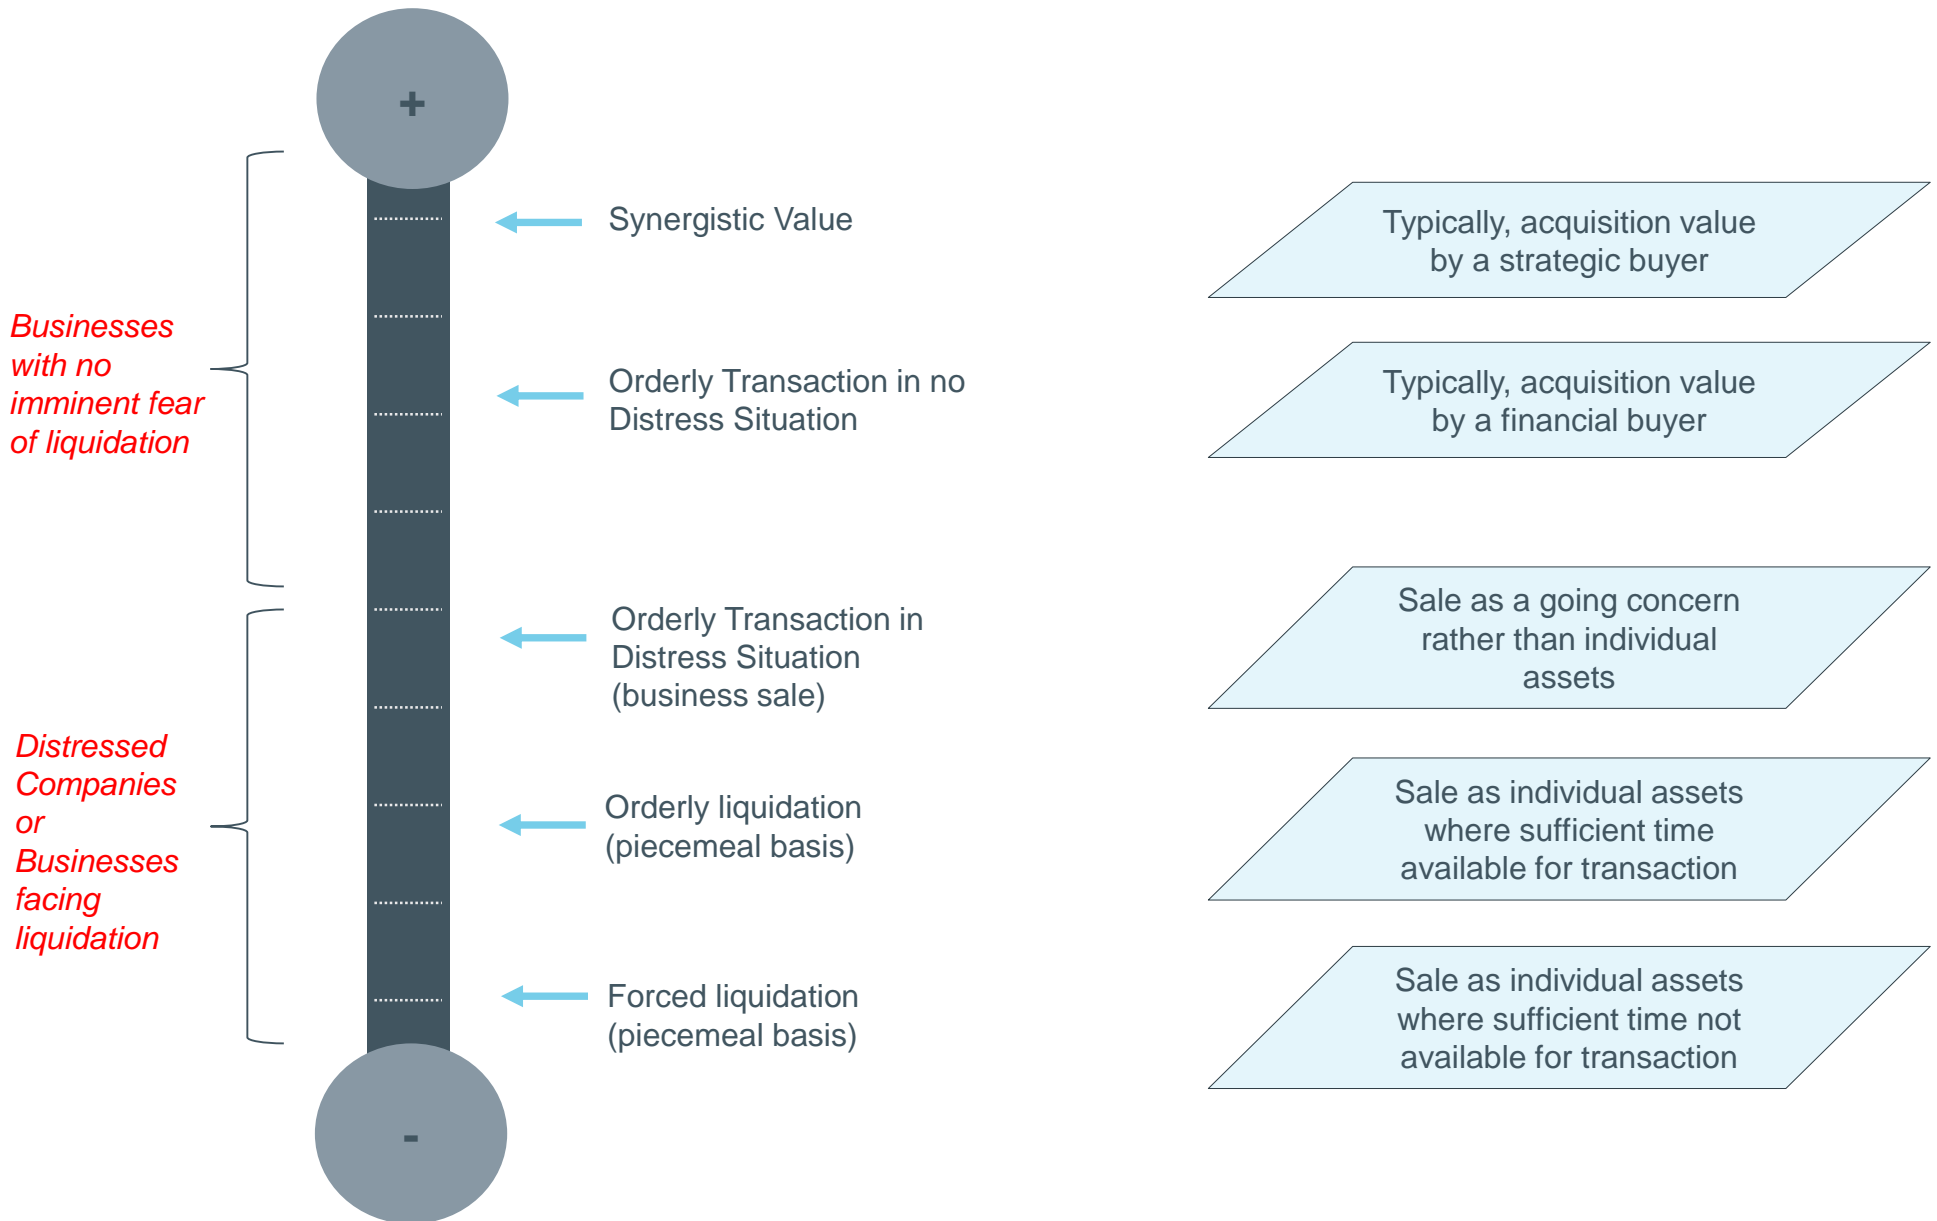 +
Synergistic Value
Typically, acquisition value
by a strategic buyer
Businesses
with no
imminent fear
of liquidation
Orderly Transaction in no
Distress Situation
Typically, acquisition value
by a financial buyer
Orderly Transaction in
Distress Situation
(business sale)
Sale as a going concern
rather than individual
assets
Distressed
Companies
or
Businesses
facing
liquidation
Orderly liquidation
(piecemeal basis)
Sale as individual assets
where sufficient time
available for transaction
Forced liquidation
(piecemeal basis)
Sale as individual assets
where sufficient time not
available for transaction
-